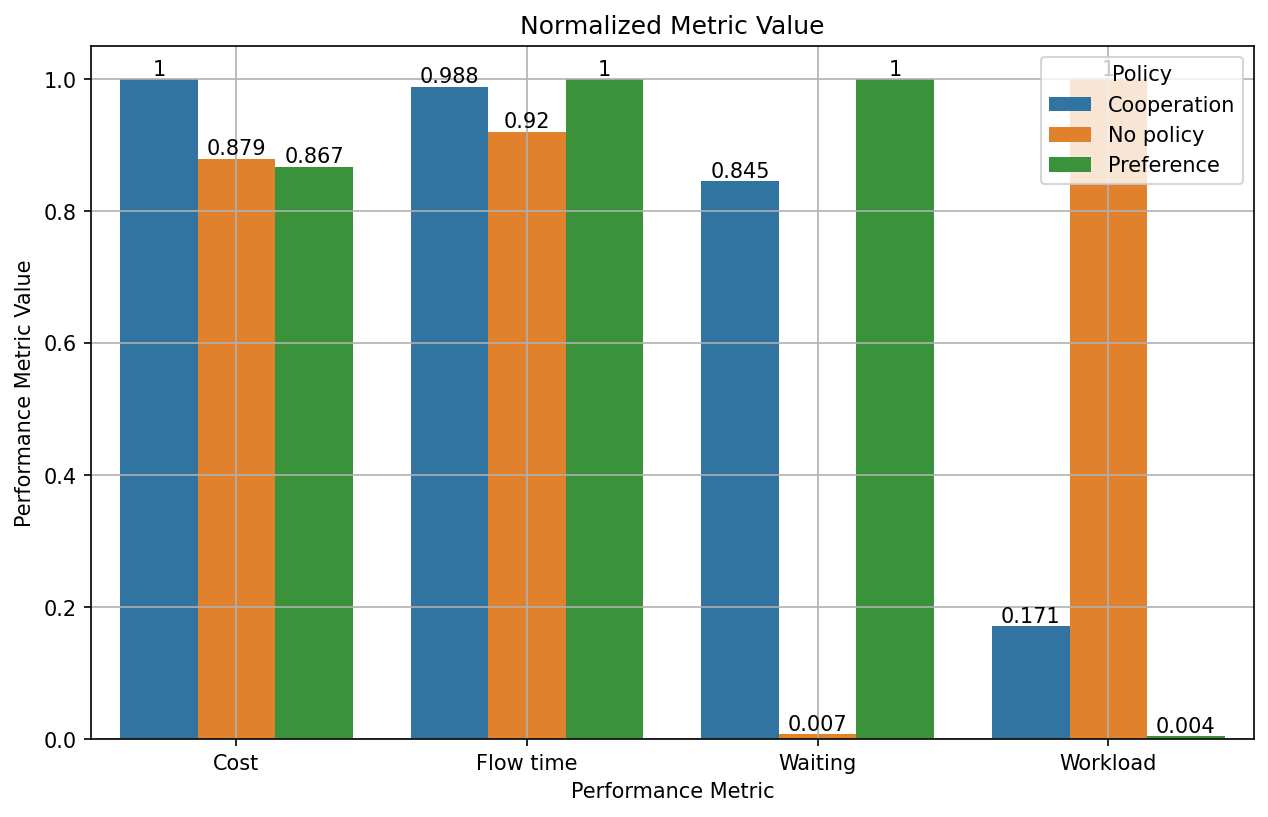 Normalized Metric Value
Performance Metric Value
1.0
0.8
0.6
0.4
0.2
0.0
1
0.879
0.867
0.988
0.92
1
0.845
0.007
1
0.171
1
0.004
Policy
Cooperation
No policy
Preference
Cost
Flow time
Waiting
Workload
Performance Metric